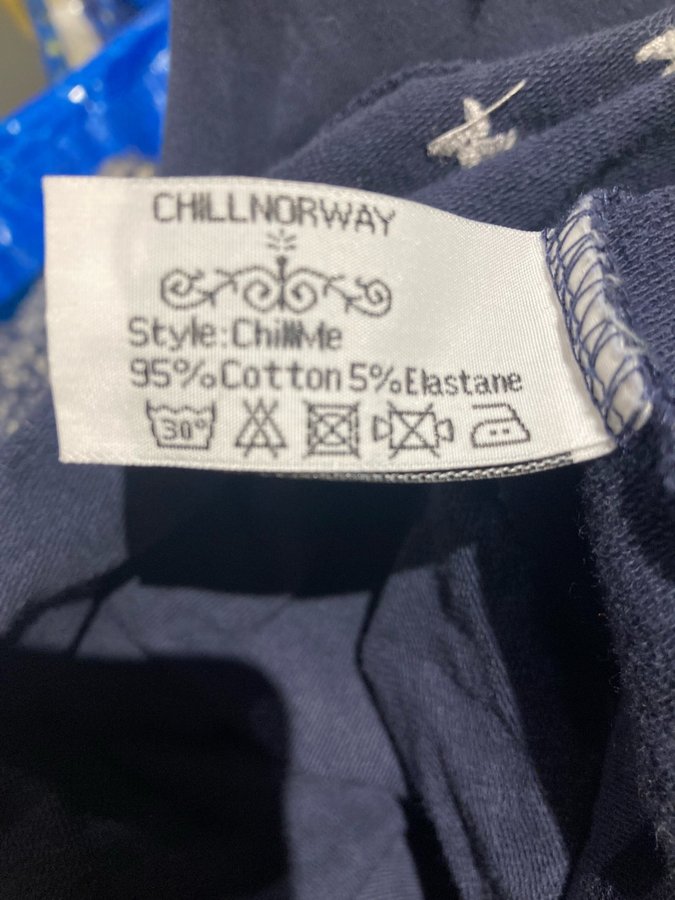 CHILLNORWAY
Style:ChillMe
95%Cotton 5%Elastane
30°